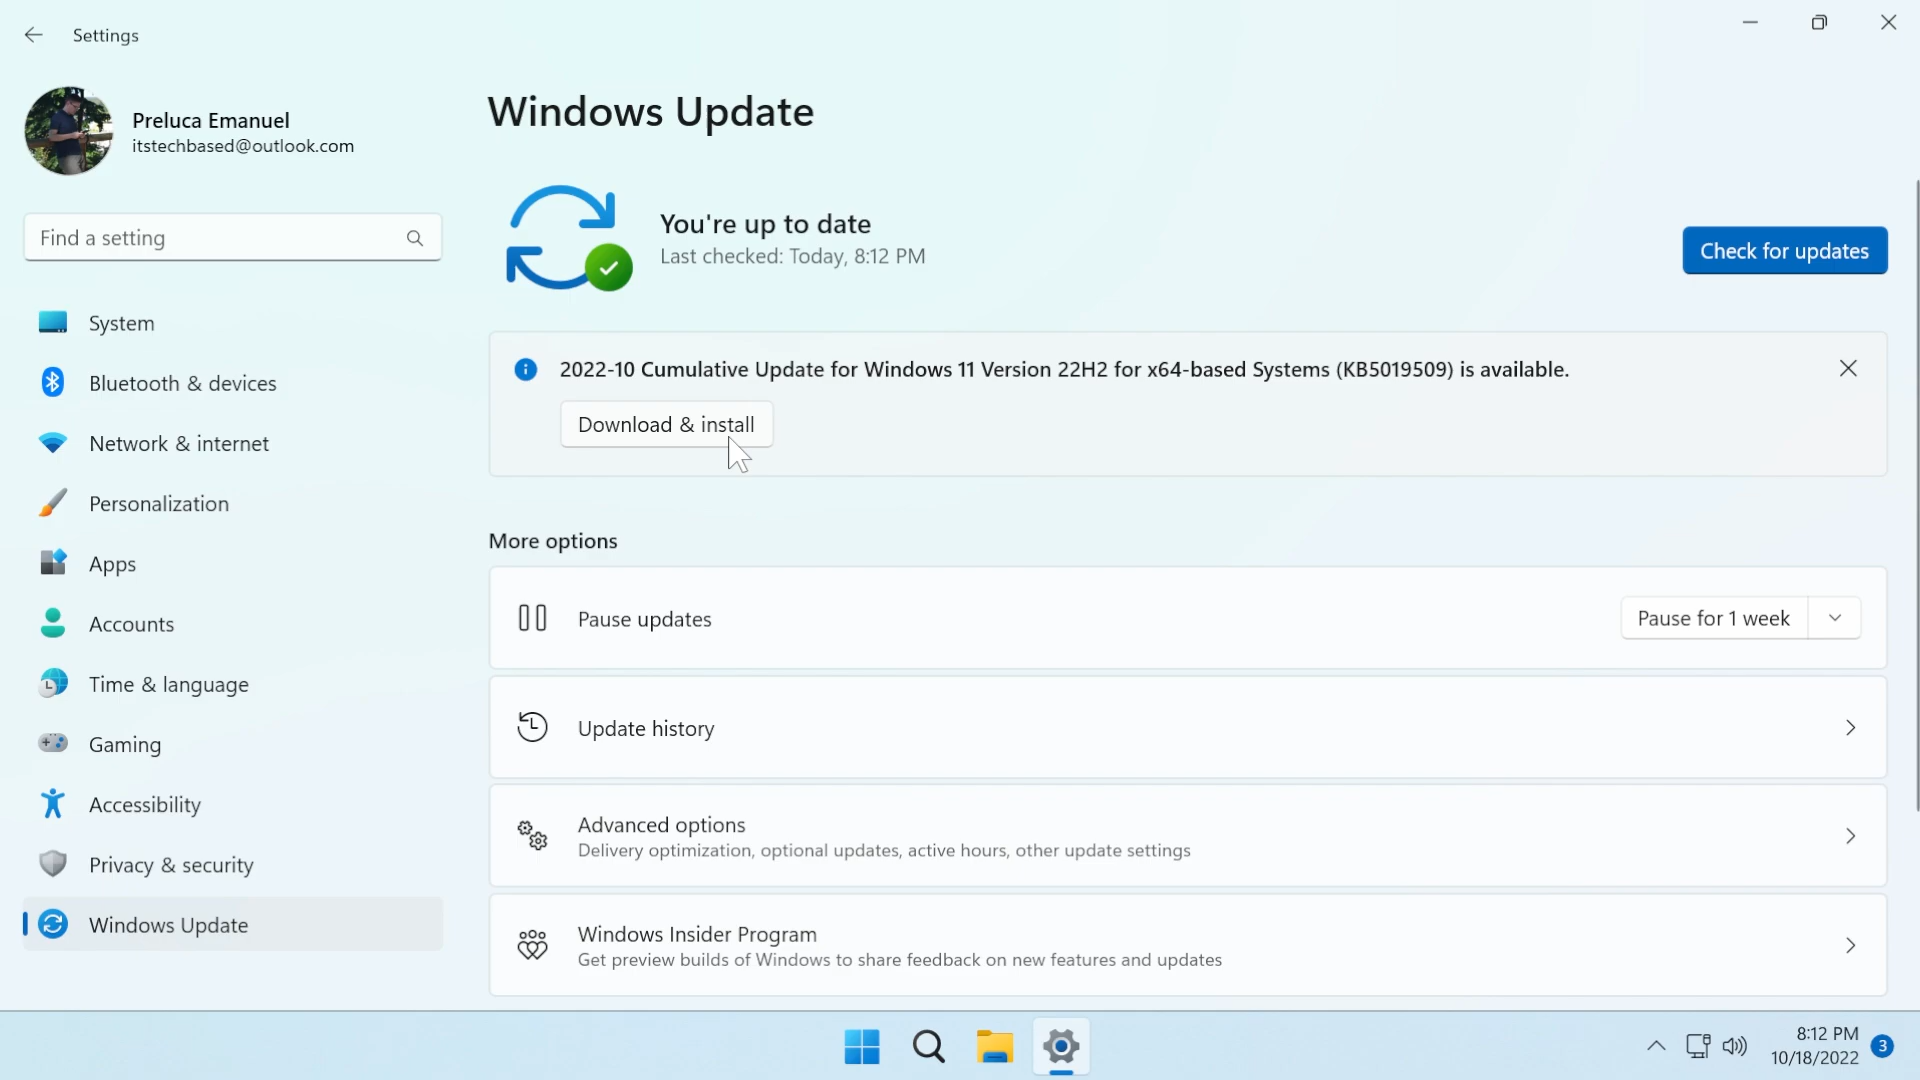 Settings
Preluca Emanuel
itstechbased@outlook.com
Find a setting
System
Bluetooth & devices
Network & internet
Personalization
Apps
Accounts
Time & language
Gaming
Accessibility
Privacy & security
Windows Update
Windows Update
You're up to date
Last checked: Today, 8:12 PM
Check for updates
2022-10 Cumulative Update for Windows 11 Version 22H2 for x64-based Systems (KB5019509) is available.
Download & install
More options
Pause updates
Pause for 1 week
Update history
Advanced options
Delivery optimization, optional updates, active hours, other update settings
Windows Insider Program
Get preview builds of Windows to share feedback on new features and updates
8:12 PM
10/18/2022
3